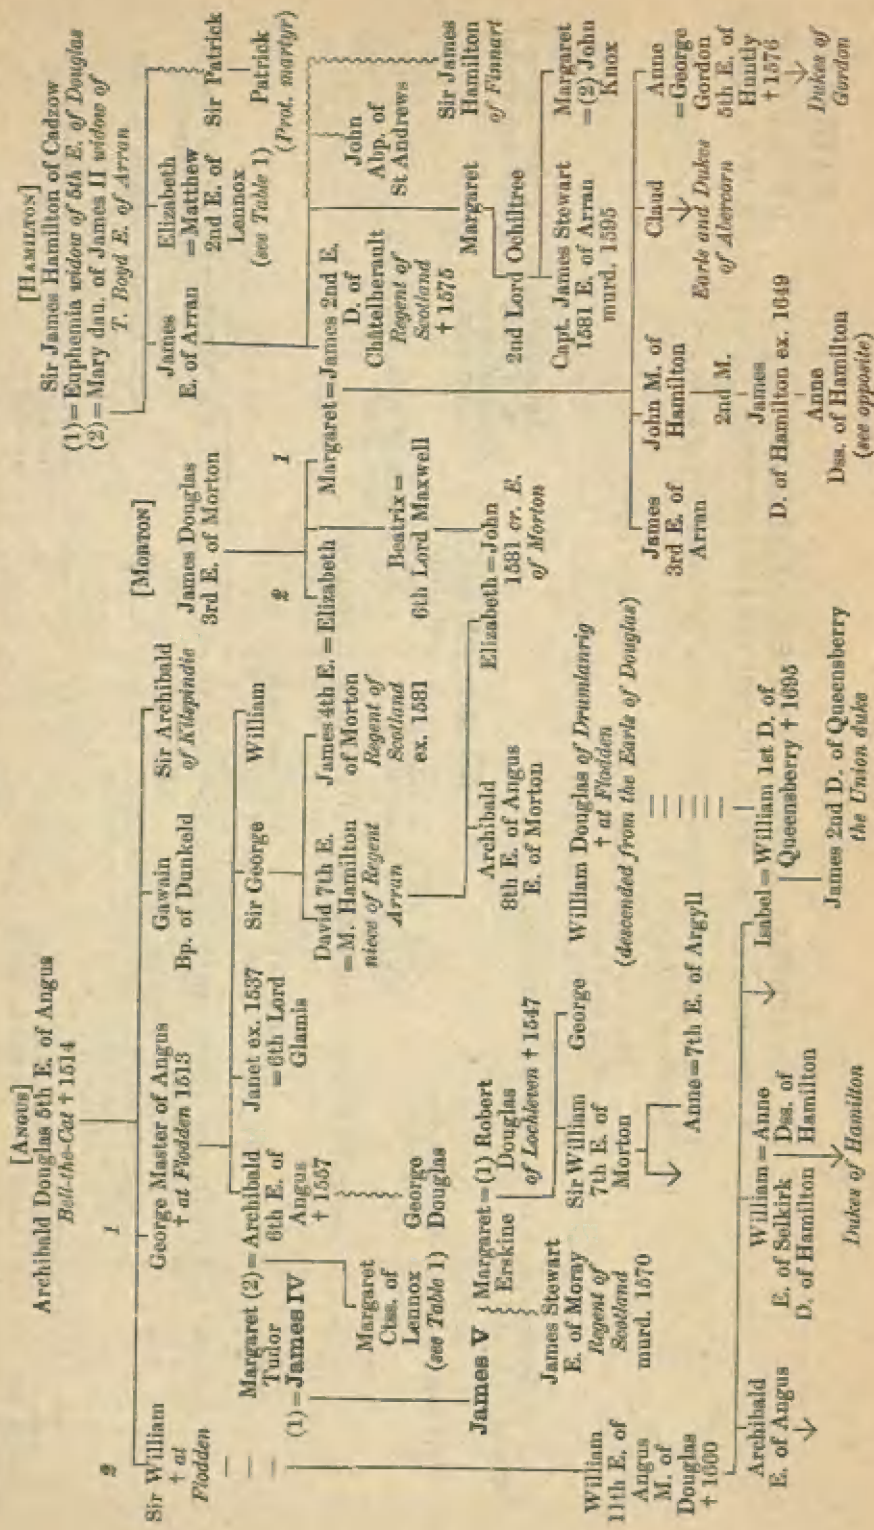 [ANGUS]
Archibald Douglas 5th E. of Angus
Bell-the-Cat † 1514
2
1
Sir William
† at
Flodden
George Master of Angus
† at Flodden 1513
Gawain
Bp. of Dunkeld
Sir Archibald
of Kilspindie
Margaret (2) = Archibald
Tudor
6th E. of
Angus
† 1557
(1) = James IV
Janet ex. 1537
= 6th Lord
Glamis
Sir George
William
Margaret
Ctss. of
Lennox
(see Table 1)
George
Douglas
David 7th E.
= M. Hamilton
niece of Regent
Arran
James 4th E. = Elizabeth
of Morton
Regent of
Scotland
ex. 1581
James V
Margaret = (1) Robert
Erskine
Douglas
of Lochleven † 1547
James Stewart
E. of Moray
Regent of
Scotland
murd. 1570
Sir William
7th E. of
Morton
George
Archibald
8th E. of Angus
E. of Morton
Elizabeth = John
1581 cr. E.
of Morton
William
11th E. of
Angus
M. of
Douglas
† 1660
Anne = 7th E. of Argyll
William Douglas of Drumlanrig
† at Flodden
(descended from the Earls of Douglas)
Archibald
E. of Angus
William = Anne
E. of Selkirk
Dss. of
D. of Hamilton
Hamilton
Dukes of Hamilton
Isabel = William 1st D. of
Queensberry † 1695
James 2nd D. of Queensberry
the Union duke
[MORTON]
James Douglas
3rd E. of Morton
2
1
Beatrix =
6th Lord Maxwell
[HAMILTON]
Sir James Hamilton of Cadzow
(1) = Euphemia widow of 5th E. of Douglas
(2) = Mary dau. of James II widow of
T. Boyd E. of Arran
James
E. of Arran
Elizabeth
= Matthew
2nd E. of
Lennox
(see Table 1)
Sir Patrick
Patrick
(Prot. martyr)
Margaret = James 2nd E.
D. of
Châtelherault
Regent of
Scotland
† 1575
John
Abp. of
St Andrews
Margaret
Sir James
Hamilton
of Finnart
2nd Lord Ochiltree
Capt. James Stewart
1581 E. of Arran
murd. 1595
Margaret
= (2) John
Knox
James
3rd E. of
Arran
John M. of
Hamilton
2nd M.
James
D. of Hamilton ex. 1649
Anne
Dss. of Hamilton
(see opposite)
Claud
Earls and Dukes
of Abercorn
Anne
= George
Gordon
5th E. of
Huntly
† 1576
Dukes of
Gordon